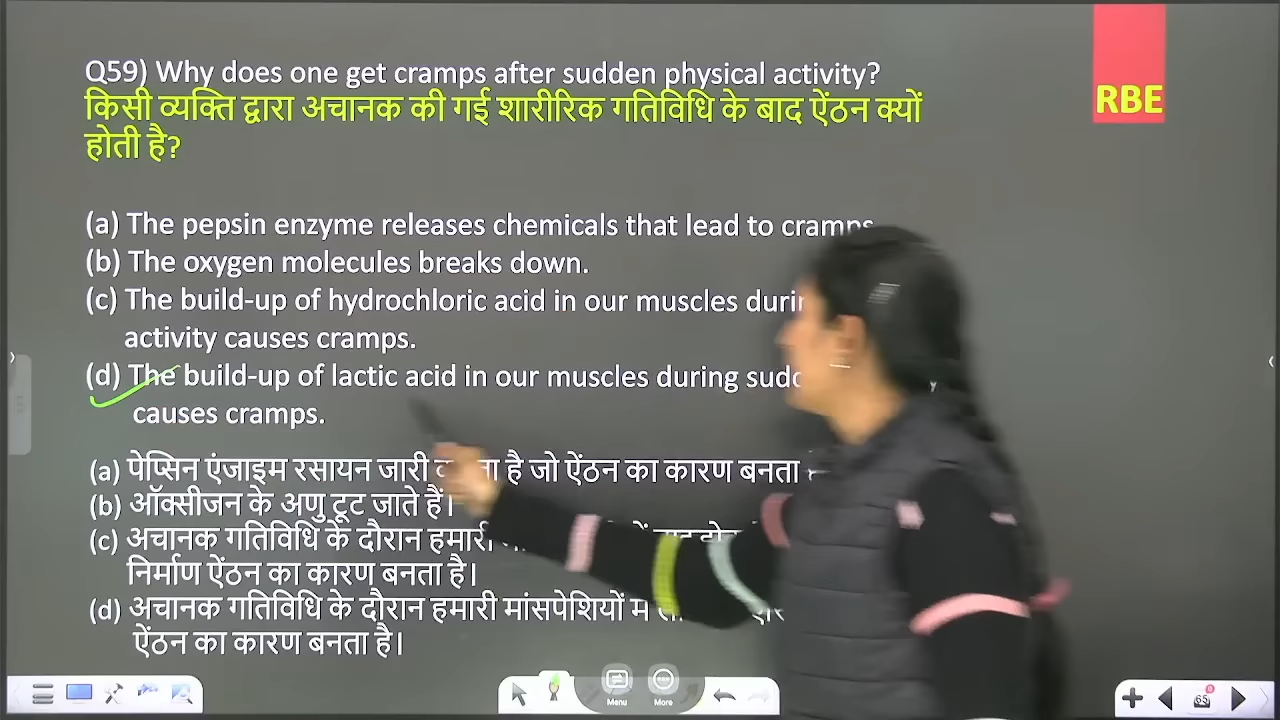 RBE
Q59) Why does one get cramps after sudden physical activity?
किसी व्यक्ति द्वारा अचानक की गई शारीरिक गतिविधि के बाद ऐंठन क्यों
होती है?
(a) The pepsin enzyme releases chemicals that lead to cramps
(b) The oxygen molecules breaks down.
(c) The build-up of hydrochloric acid in our muscles
activity causes cramps.
(d) The build-up of lactic acid in our muscles during
causes cramps.
(a) पेप्सिन एंजाइम रसायन जारी है जो ऐंठन का कारण बनता
(b) ऑक्सीजन के अणु टूट जाते हैं।
(c) अचानक गतिविधि के दौरान हमारी
निर्माण ऐंठन का कारण बनता है।
(d) अचानक गतिविधि के दौरान हमारी मांसपेशियों
ऐंठन का कारण बनता है।
Menu
More